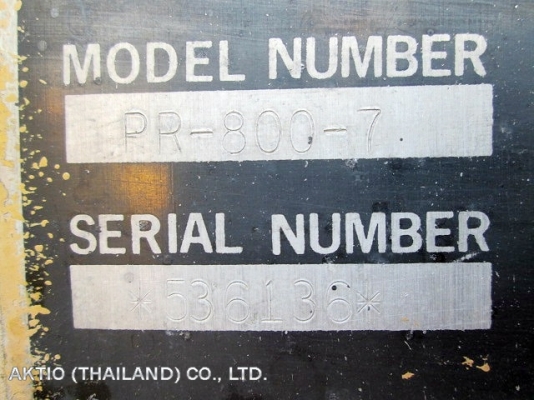 MODEL NUMBER
PR-800-7
SERIAL NUMBER
*536136*
AKTIO (THAILAND) CO., LTD.